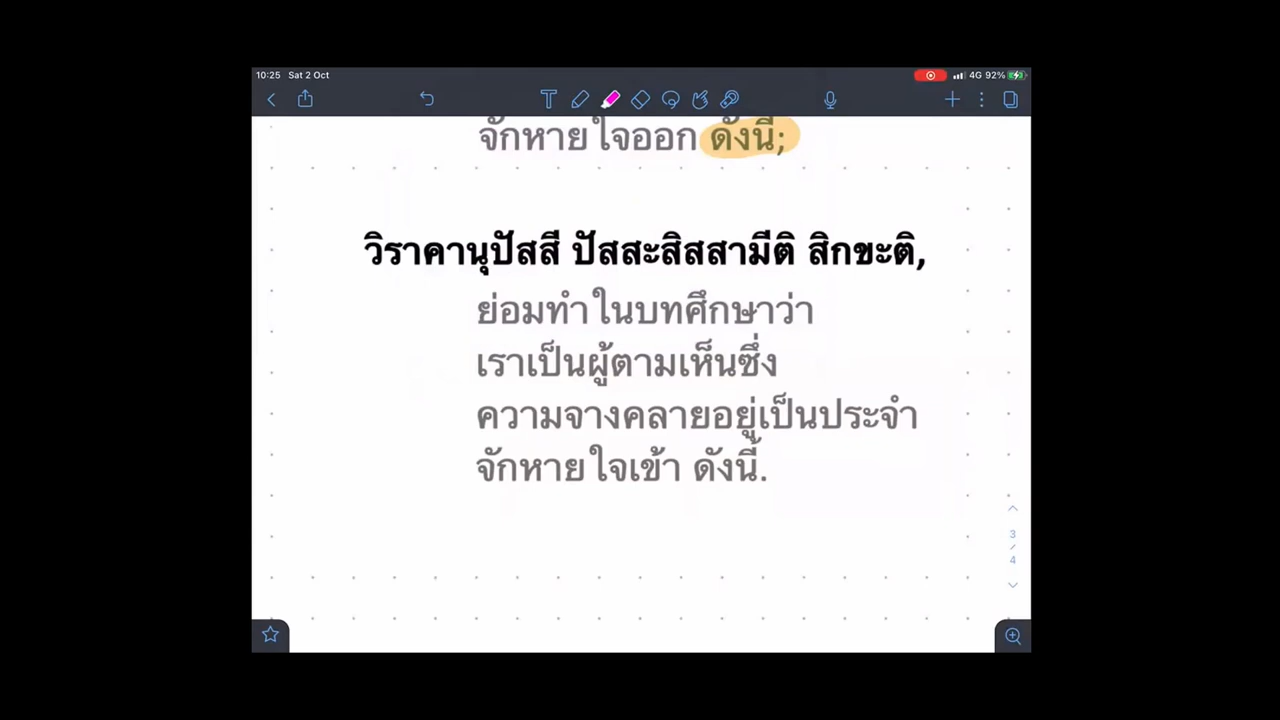 10:25 Sat 2 Oct 4G 92%
จักหายใจออก ดังนี้;
วิราคานุปัสสี ปัสสะสิสสามีติ สิกขะติ,
ย่อมทำในบทศึกษาว่า
เราเป็นผู้ตามเห็นซึ่ง
ความจางคลายอยู่เป็นประจำ
จักหายใจเข้า ดังนี้.
3
/
4